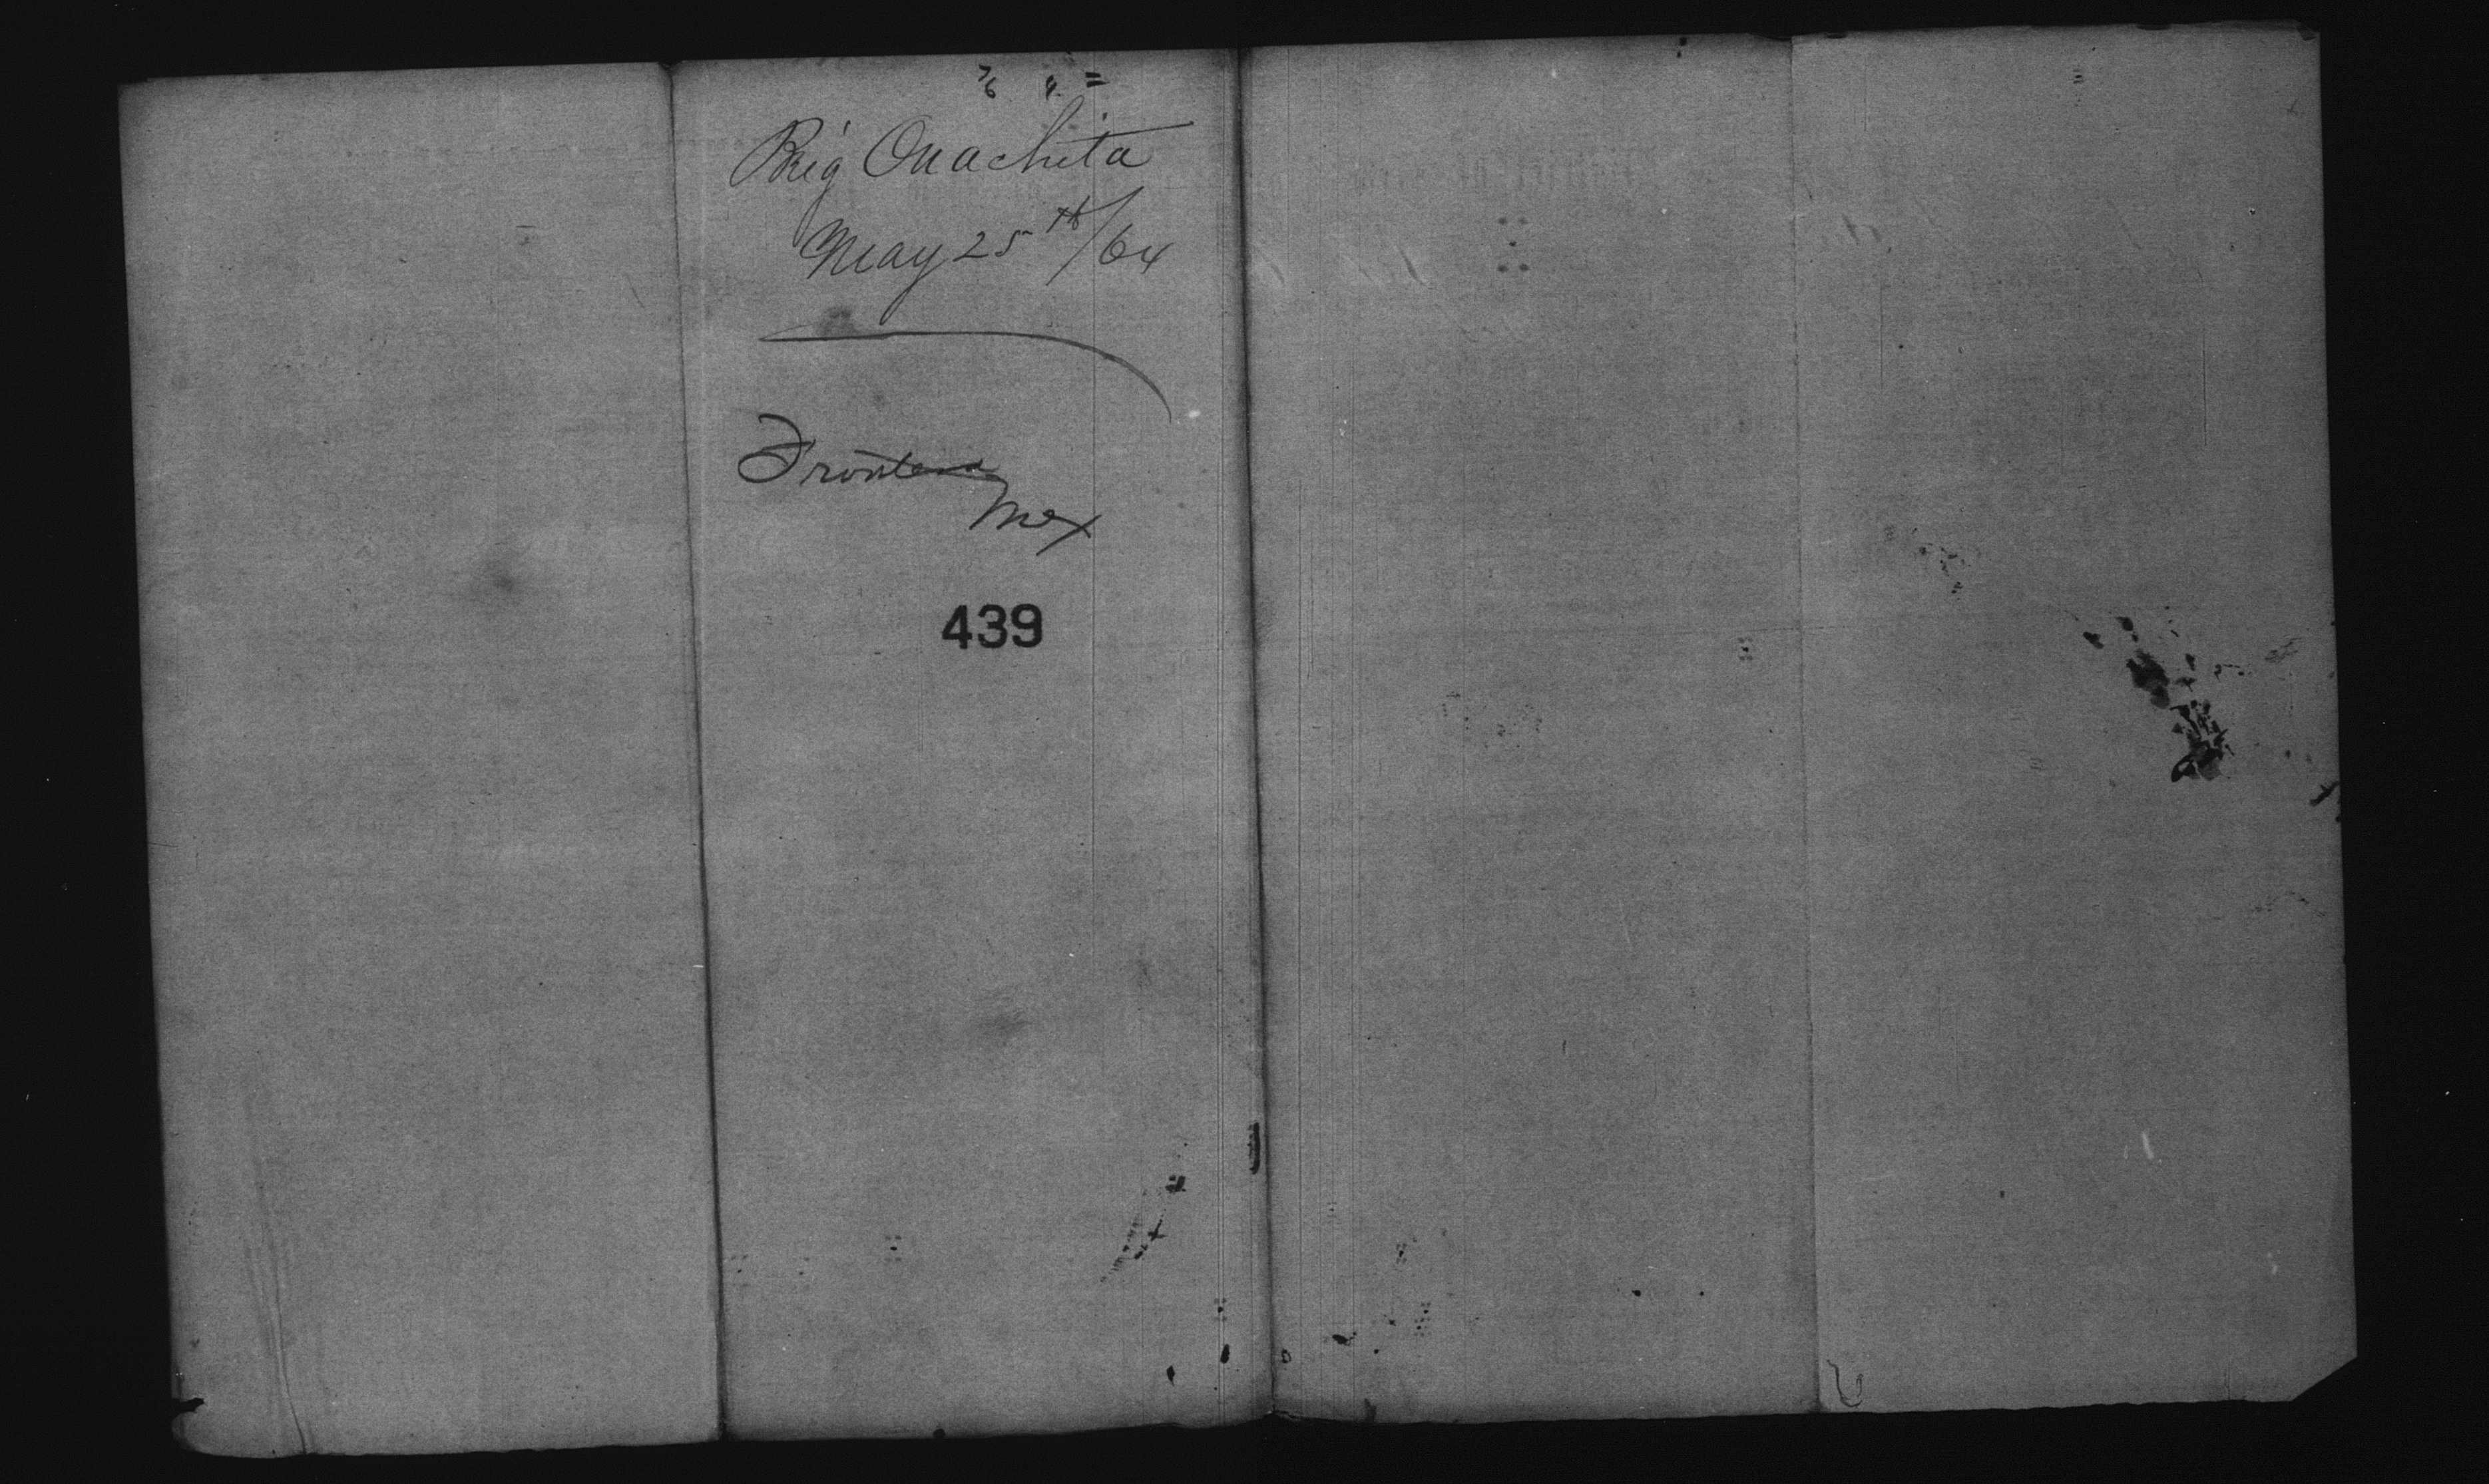 Brig Ouachita
May 25th/64
Frontera
Mex
439